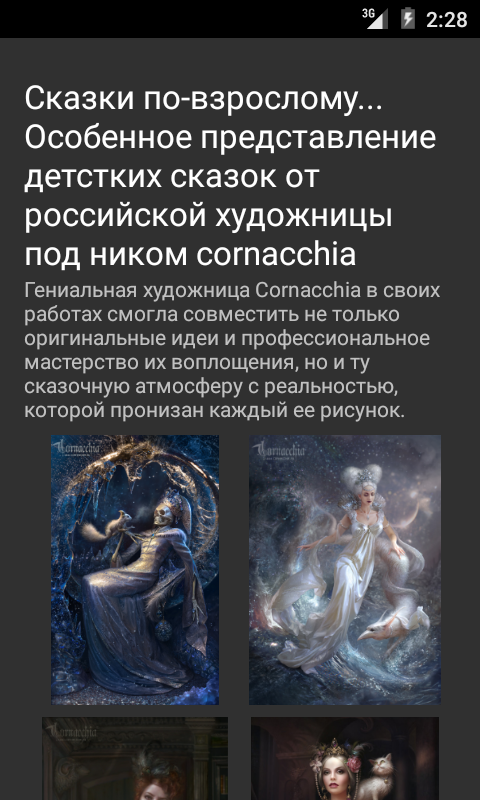 3G
2:28
Сказки по-взрослому...
Особенное представление
детстких сказок от
российской художницы
под ником cornacchia
Гениальная художница Cornacchia в своих
работах смогла совместить не только
оригинальные идеи и профессиональное
мастерство их воплощения, но и ту
сказочную атмосферу с реальностью,
которой пронизан каждый ее рисунок.
Cornacchia
Cornacchia
Cornacchia